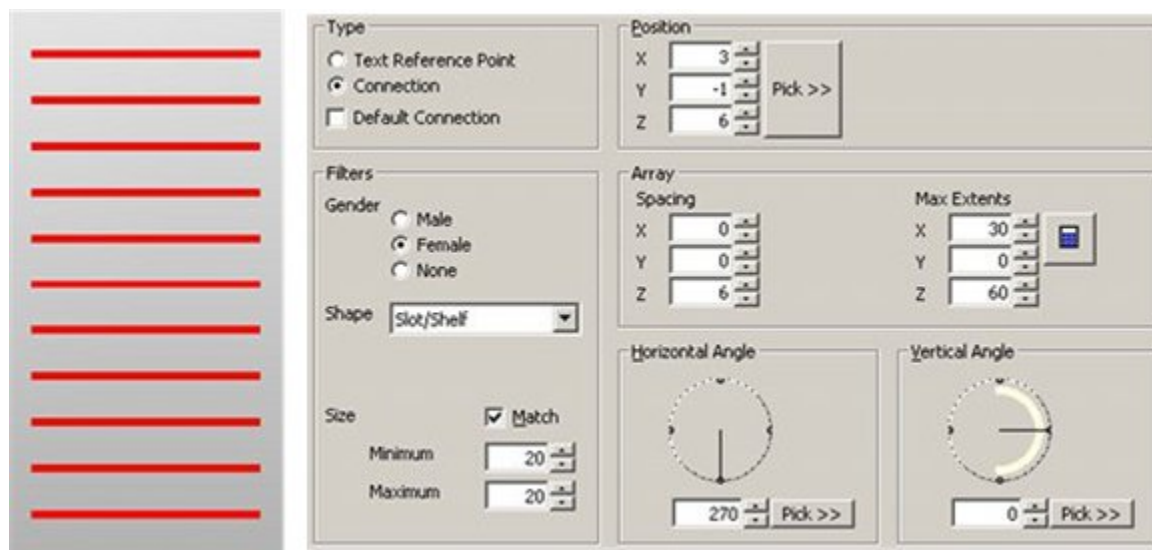 Type
Text Reference Point
Connection
Default Connection
Position
X 3
Y -1
Z 6
Pick >>
Filters
Gender
Male
Female
None
Shape Slot/Shelf
Size Match
Minimum 20
Maximum 20
Array
Spacing Max Extents
X 0 X 30
Y 0 Y 0
Z 6 Z 60
Horizontal Angle
270 Pick >>
Vertical Angle
0 Pick >>